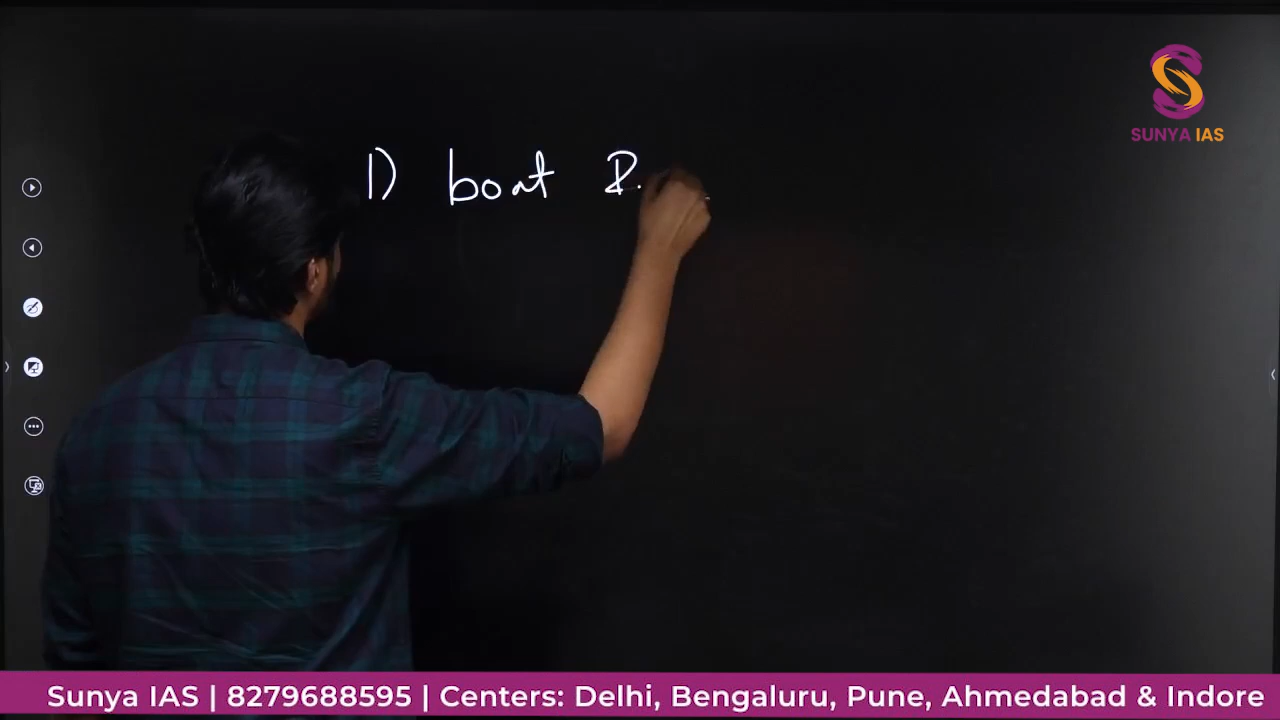 SUNYA IAS
1) boat
Sunya IAS | 8279688595 | Centers: Delhi, Bengaluru, Pune, Ahmedabad & Indore